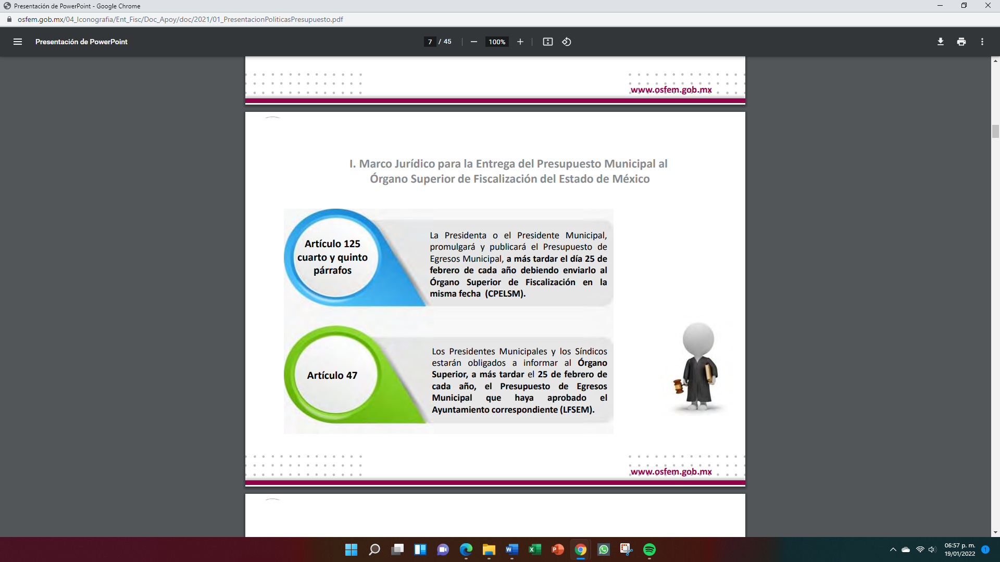 Presentación de PowerPoint - Google Chrome
osfem.gob.mx/04_Iconografia/Ent_Fisc/Doc_Apoy/doc/2021/01_PresentacionPoliticasPresupuesto.pdf
Presentación de PowerPoint
7 / 45
100%
www.osfem.gob.mx
I. Marco Jurídico para la Entrega del Presupuesto Municipal al
Órgano Superior de Fiscalización del Estado de México
Artículo 125
cuarto y quinto
párrafos
La Presidenta o el Presidente Municipal,
promulgará y publicará el Presupuesto de
Egresos Municipal, a más tardar el día 25 de
febrero de cada año debiendo enviarlo al
Órgano Superior de Fiscalización en la
misma fecha (CPELSM).
Artículo 47
Los Presidentes Municipales y los Síndicos
estarán obligados a informar al Órgano
Superior, a más tardar el 25 de febrero de
cada año, el Presupuesto de Egresos
Municipal que haya aprobado el
Ayuntamiento correspondiente (LFSEM).
www.osfem.gob.mx
06:57 p. m.
19/01/2022
1